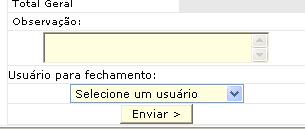 Total Geral
Observação:
Usuário para fechamento:
Selecione um usuário
Enviar >